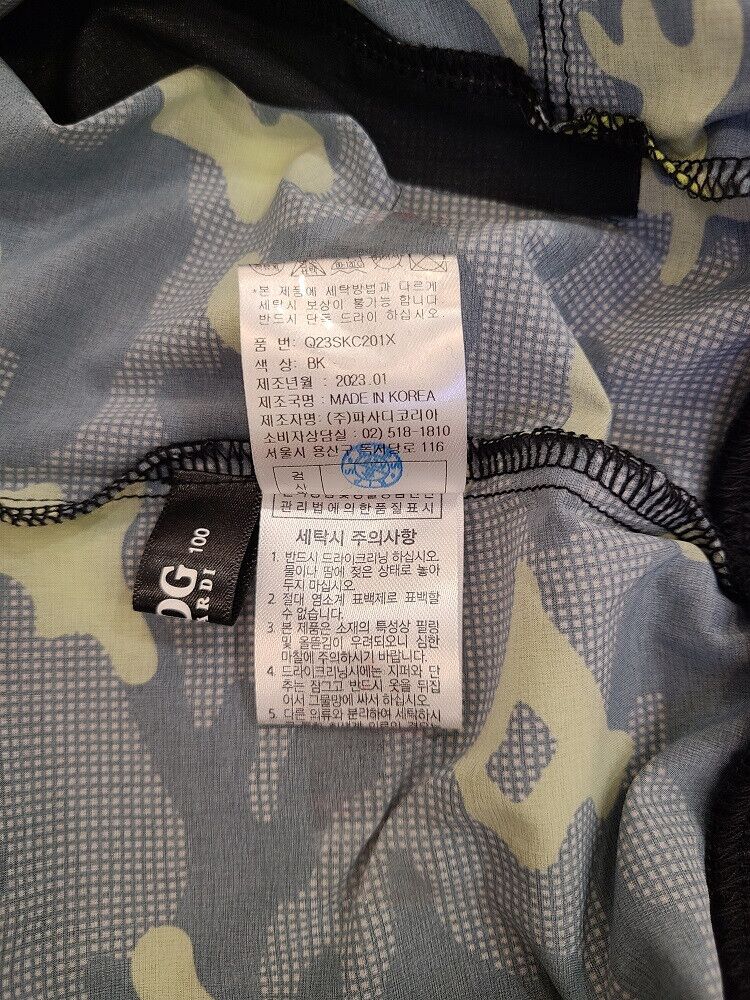 *본 제품에 세탁방법과 다르게
세탁시 보상이 불가능 합니다
반드시 단독 드라이 하십시오.
품 번: Q23SKC201X
색 상: BK
제조년월 : 2023.01
제조국명 : MADE IN KOREA
제조자명 : (주)파사디코리아
소비자상담실 : 02) 518-1810
서울시 용산구 독서당로 116
검
사
관리법에의한품질표시
세탁시 주의사항
1. 반드시 드라이크리닝 하십시오.
물이나 땀에 젖은 상태로 놓아
두지 마십시오.
2. 절대 염소계 표백제로 표백할
수 없습니다.
3. 본 제품은 소재의 특성상 필링
및 올뜯김이 우려되오니 심한
마찰에 주의하시기 바랍니다.
4. 드라이크리닝시에는 지퍼와 단
추는 잠그고 반드시 옷을 뒤집
어서 그물망에 싸서 하십시오.
5. 다른 의류와 분리하여 세탁하시
100
OG
ARDI